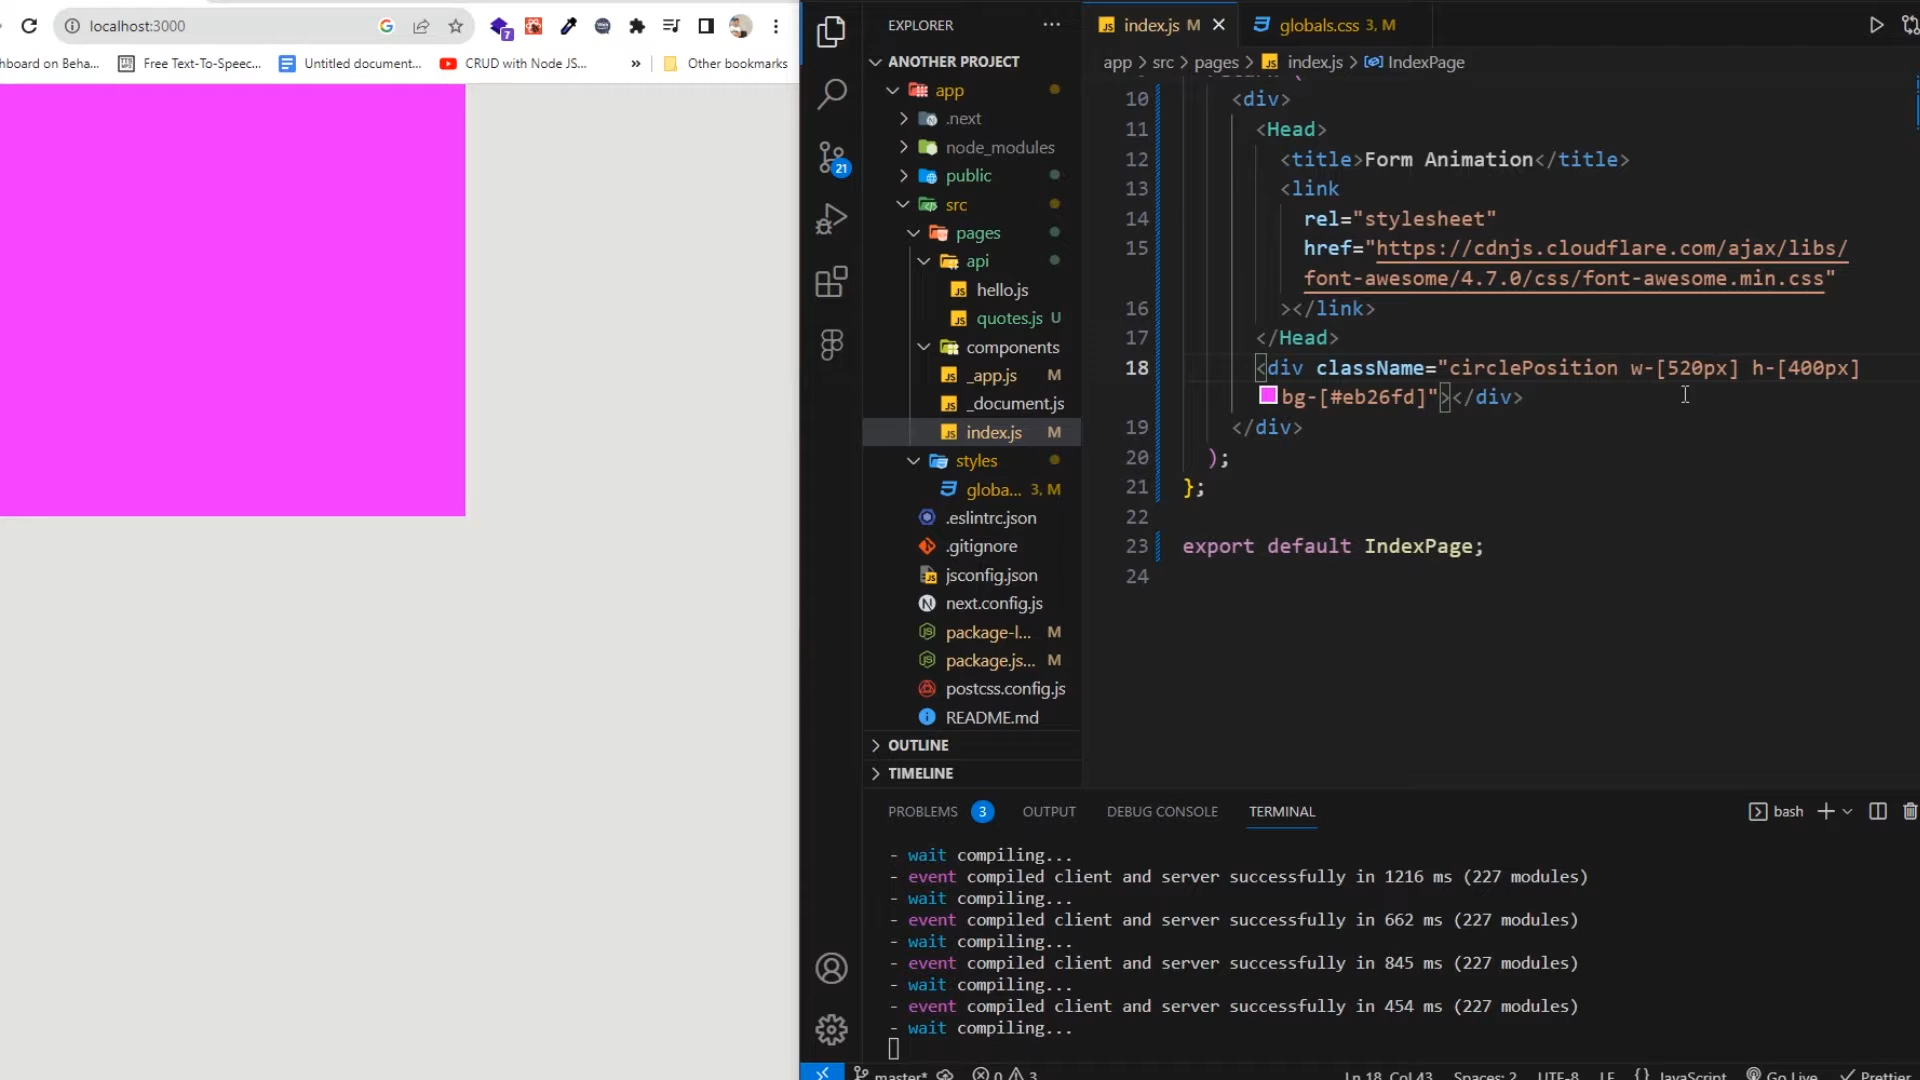 localhost:3000
7
EXPLORER
index.js M
globals.css 3, M
hboard on Beha...
Free Text-To-Speec...
Untitled document...
CRUD with Node JS...
»
Other bookmarks
ANOTHER PROJECT
app > src > pages > index.js > IndexPage
app
.next
node_modules
public
src
pages
api
hello.js
quotes.js U
components
_app.js M
_document.js
index.js M
styles
globa... 3, M
.eslintrc.json
.gitignore
jsconfig.json
next.config.js
package-l... M
package.js... M
postcss.config.js
README.md
OUTLINE
TIMELINE
21
10 <div>
11 <Head>
12 <title>Form Animation</title>
13 <link
14 rel="stylesheet"
15 href="https://cdnjs.cloudflare.com/ajax/libs/
font-awesome/4.7.0/css/font-awesome.min.css"
16 ></link>
17 </Head>
18 <div className="circlePosition w-[520px] h-[400px]
bg-[#eb26fd]"></div>
19 </div>
20 );
21 };
22
23 export default IndexPage;
24
PROBLEMS 3 OUTPUT DEBUG CONSOLE TERMINAL
bash
- wait compiling...
- event compiled client and server successfully in 1216 ms (227 modules)
- wait compiling...
- event compiled client and server successfully in 662 ms (227 modules)
- wait compiling...
- event compiled client and server successfully in 845 ms (227 modules)
- wait compiling...
- event compiled client and server successfully in 454 ms (227 modules)
- wait compiling...
master* 0 3 Ln 18, Col 43 Spaces: 2 UTF-8 LF {} JavaScript Go Live Prettier